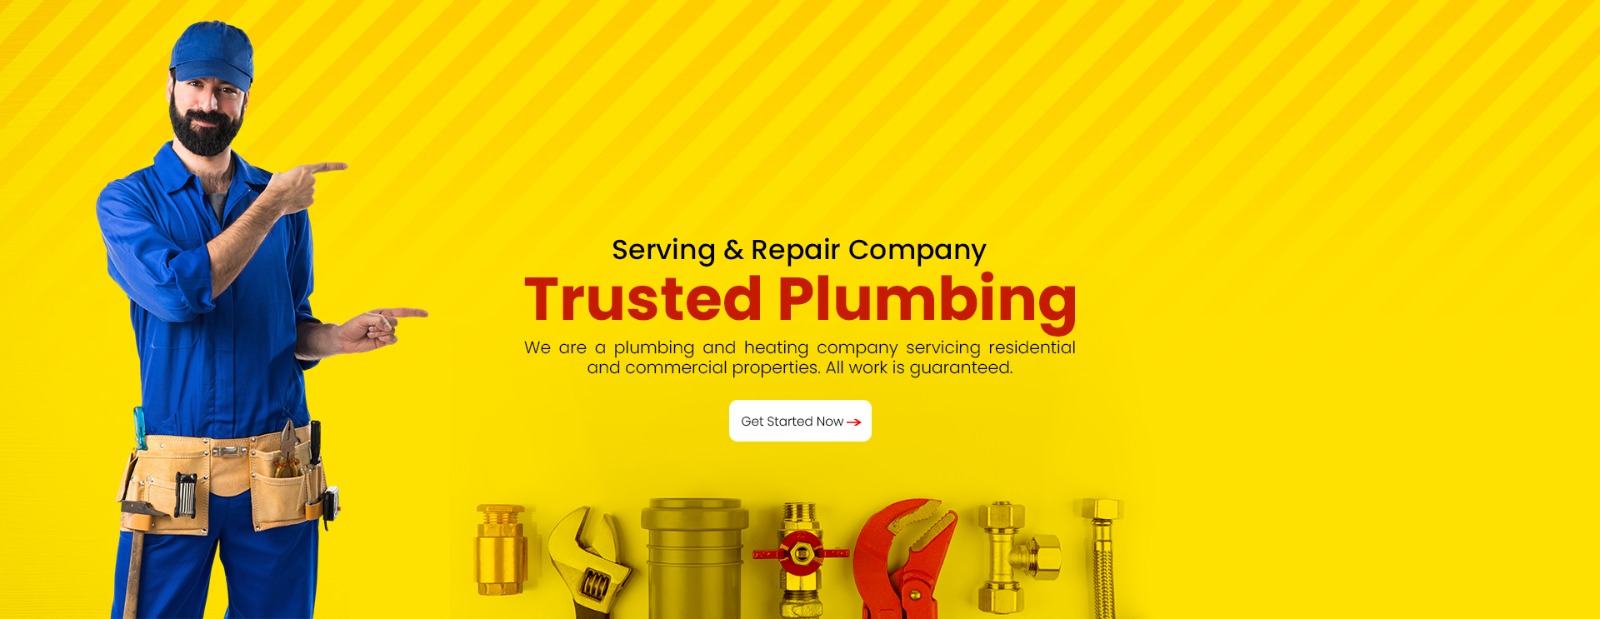 Serving & Repair Company
Trusted Plumbing
We are a plumbing and heating company servicing residential
and commercial properties. All work is guaranteed.
Get Started Now